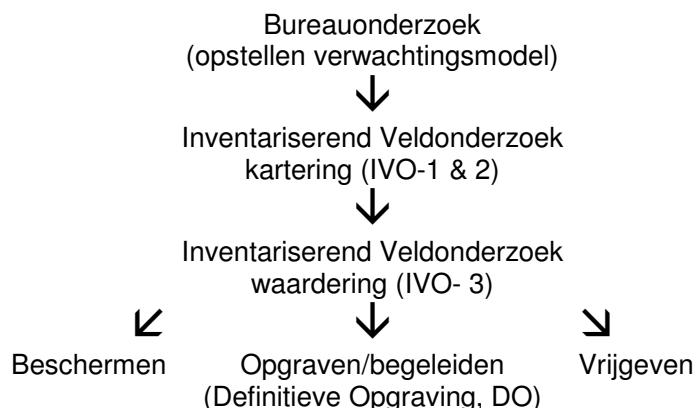 Bureauonderzoek
(opstellen verwachtingsmodel)
Inventariserend Veldonderzoek
kartering (IVO-1 & 2)
Inventariserend Veldonderzoek
waardering (IVO- 3)
Beschermen Opgraven/begeleiden Vrijgeven
(Definitieve Opgraving, DO)